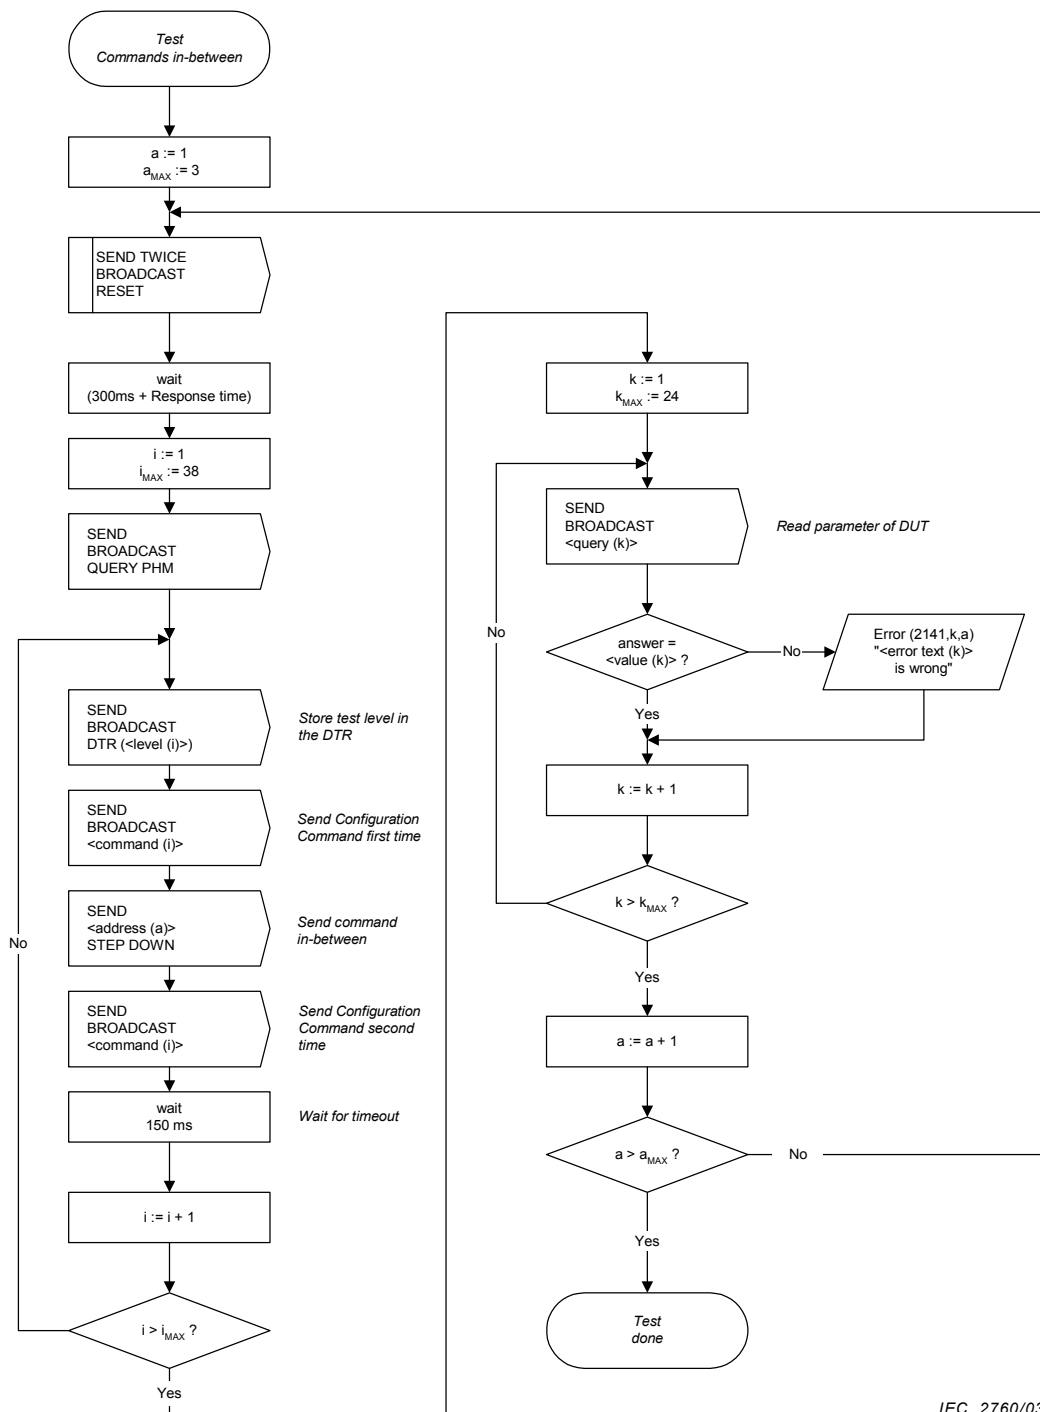 Test
Commands in-between
a := 1
aMAX := 3
SEND TWICE
BROADCAST
RESET
wait
(300ms + Response time)
i := 1
iMAX := 38
SEND
BROADCAST
QUERY PHM
SEND
BROADCAST
DTR (<level (i)>)
Store test level in
the DTR
SEND
BROADCAST
<command (i)>
Send Configuration
Command first time
SEND
<address (a)>
STEP DOWN
Send command
in-between
No
SEND
BROADCAST
<command (i)>
Send Configuration
Command second
time
wait
150 ms
Wait for timeout
i := i + 1
i > iMAX ?
Yes
k := 1
kMAX := 24
SEND
BROADCAST
<query (k)>
Read parameter of DUT
No
answer =
<value (k)> ?
No
Error (2141,k,a)
"<error text (k)>
is wrong"
Yes
k := k + 1
k > kMAX ?
Yes
a := a + 1
a > aMAX ?
No
Yes
Test
done
IEC 2760/03